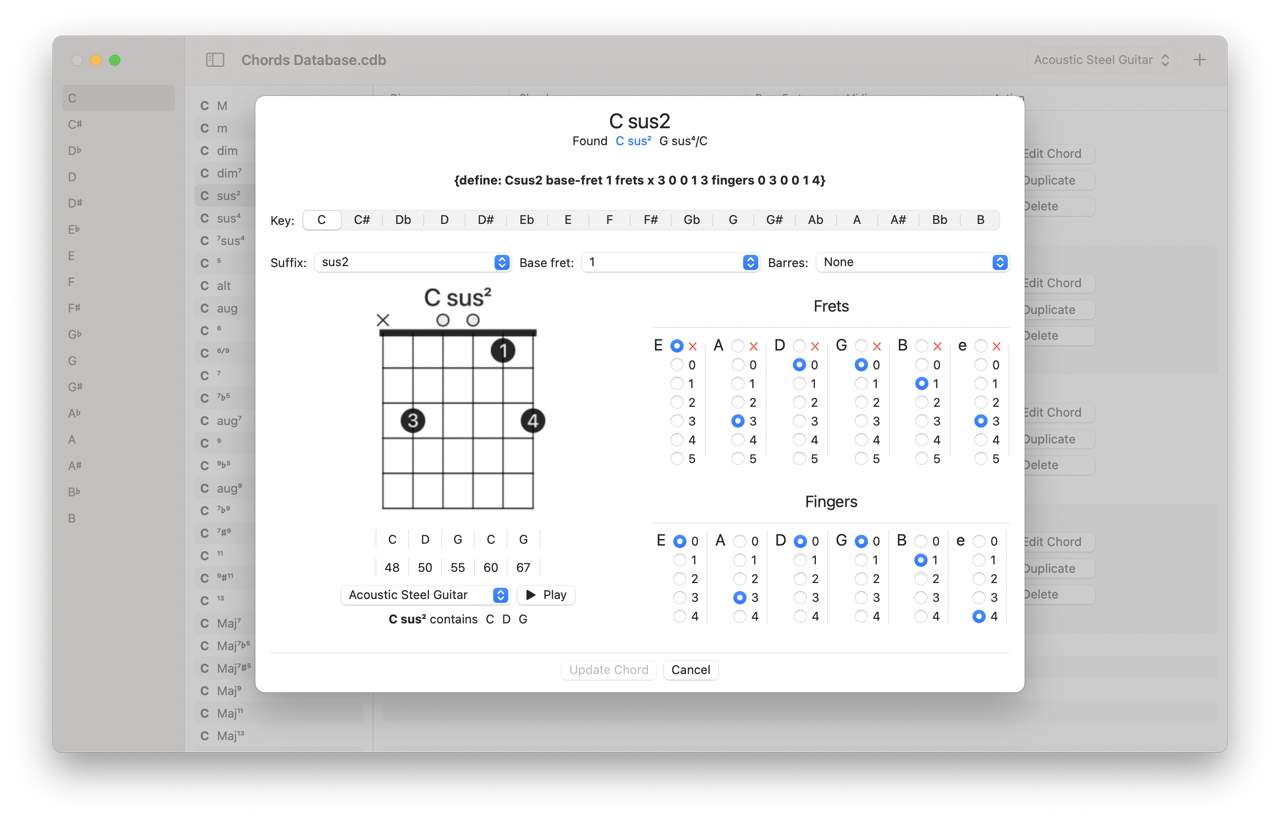 Chords Database.cdb
Acoustic Steel Guitar
C
C#
D♭
D
D#
E♭
E
F
F#
G♭
G
G#
A♭
A
A#
B♭
B
C M
C m
C dim
C dim⁷
C sus²
C sus⁴
C ⁷sus⁴
C ⁵
C alt
C aug
C ⁶
C ⁶/⁹
C ⁷
C ⁷♭⁵
C aug⁷
C ⁹
C ⁹♭⁵
C aug⁹
C ⁷♭⁹
C ⁷#⁹
C ¹¹
C ⁹#¹¹
C ¹³
C Maj⁷
C Maj⁷♭⁵
C Maj⁷#⁵
C Maj⁹
C Maj¹¹
C Maj¹³
C sus2
Found C sus² G sus⁴/C
{define: Csus2 base-fret 1 frets x 3 0 0 1 3 fingers 0 3 0 0 1 4}
Key: C C# Db D D# Eb E F F# Gb G G# Ab A A# Bb B
Suffix: sus2 Base fret: 1 Barres: None
C sus²
1
3 4
C D G C G
48 50 55 60 67
Acoustic Steel Guitar Play
C sus² contains C D G
Frets
E A D G B e
0 0 0 0 0 0
1 1 1 1 1 1
2 2 2 2 2 2
3 3 3 3 3 3
4 4 4 4 4 4
5 5 5 5 5 5
Fingers
E 0 A 0 D 0 G 0 B 0 e 0
1 1 1 1 1 1
2 2 2 2 2 2
3 3 3 3 3 3
4 4 4 4 4 4
Update Chord Cancel
Edit Chord
Duplicate
Delete
Edit Chord
Duplicate
Delete
Edit Chord
Duplicate
Delete
Edit Chord
Duplicate
Delete